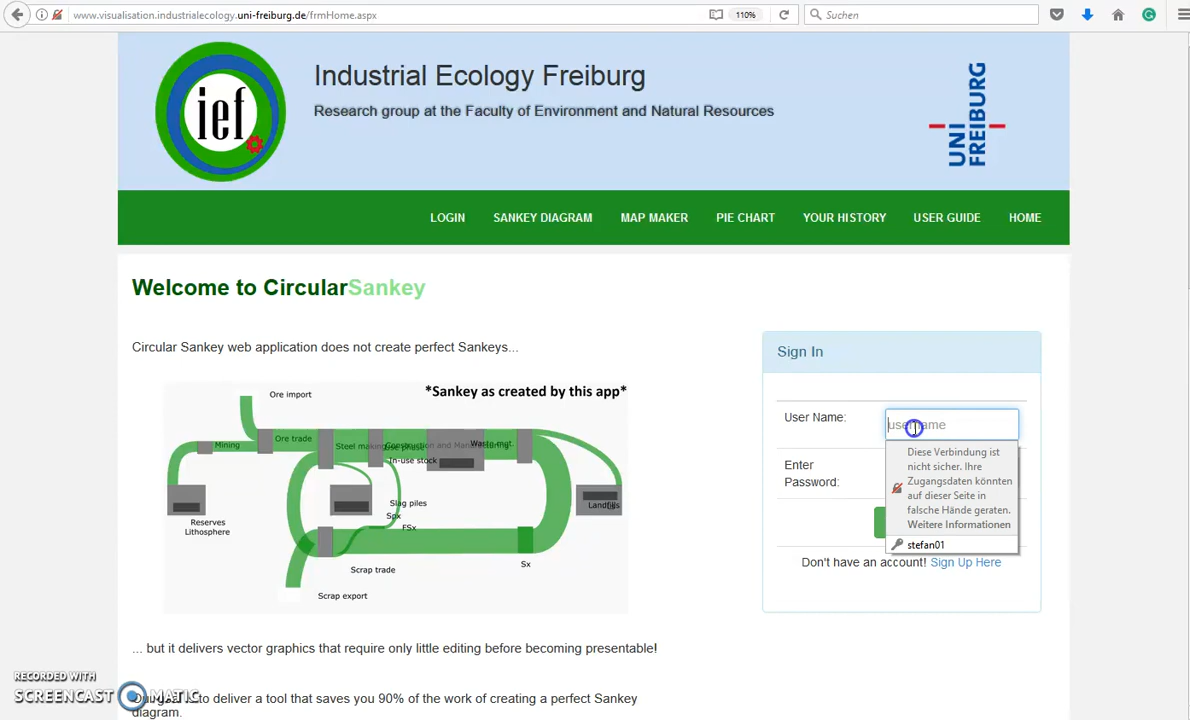 www.visualisation.industrialecology.uni-freiburg.de/frmHome.aspx
110%
Suchen
ief
Industrial Ecology Freiburg
Research group at the Faculty of Environment and Natural Resources
UNI
FREIBURG
LOGIN SANKEY DIAGRAM MAP MAKER PIE CHART YOUR HISTORY USER GUIDE HOME
Welcome to CircularSankey
Circular Sankey web application does not create perfect Sankeys...
*Sankey as created by this app*
Ore import
Mining
Ore trade
Steel making
Use phase
Construction and Manufacturing
Waste mgt.
In-use stock
Reserves
Lithosphere
Slag piles
Spx
FSx
Landfills
Sx
Scrap trade
Scrap export
... but it delivers vector graphics that require only little editing before becoming presentable!
to deliver a tool that saves you 90% of the work of creating a perfect Sankey
diagram.
Sign In
User Name:
username
Diese Verbindung ist
nicht sicher. Ihre
Zugangsdaten könnten
auf dieser Seite in
falsche Hände geraten.
Weitere Informationen
stefan01
Enter
Password:
Don't have an account! Sign Up Here
RECORDED WITH
SCREENCAST MATIC